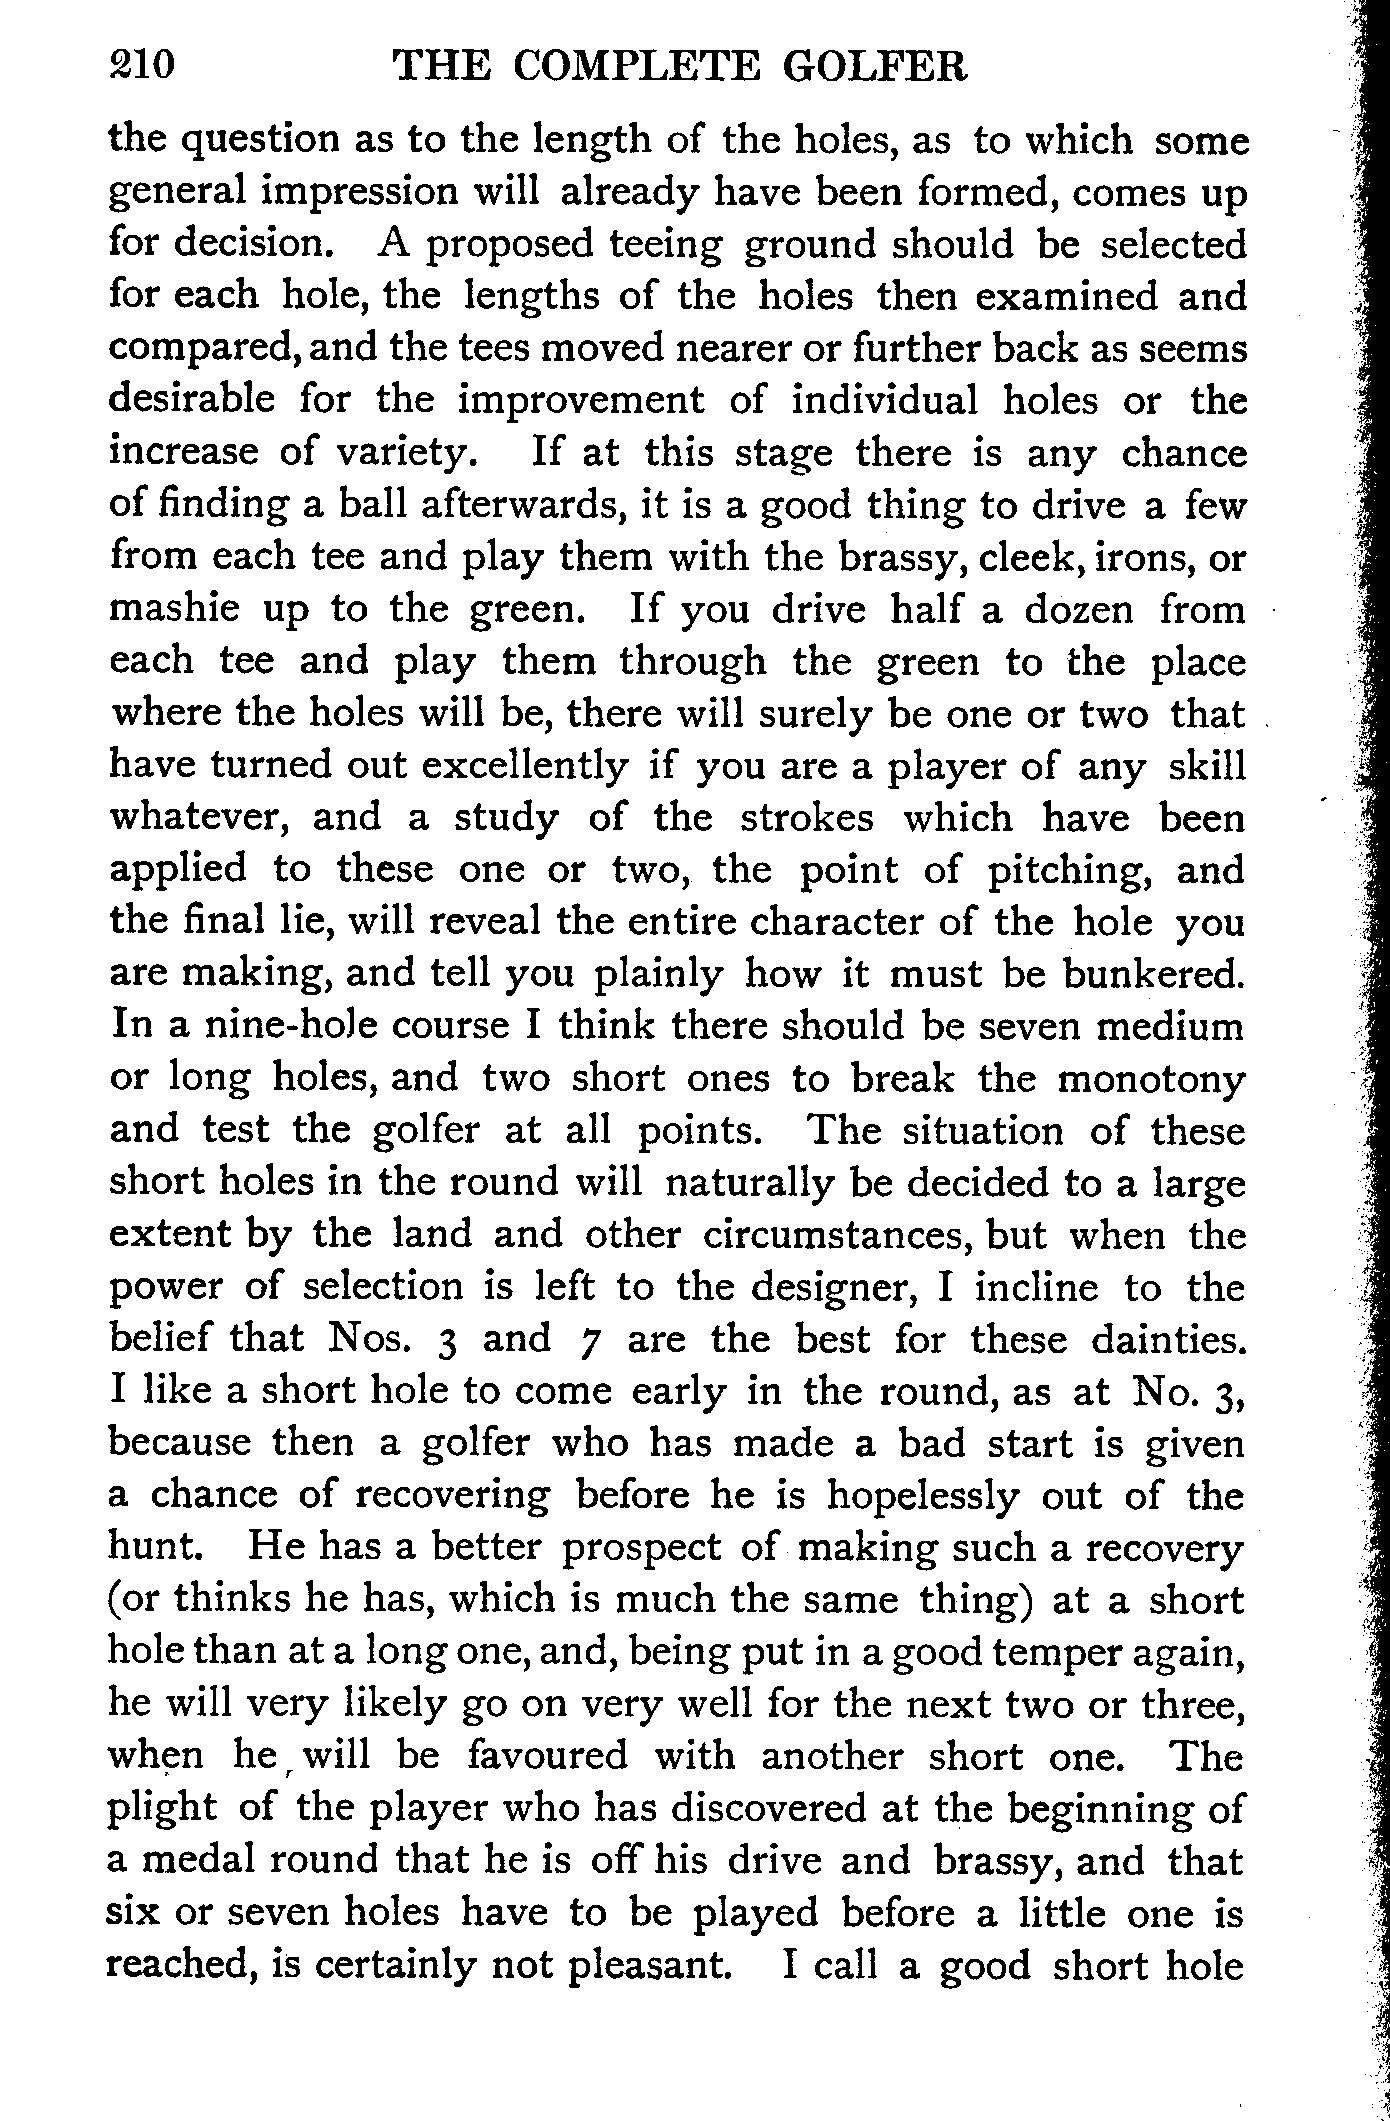 210 THE COMPLETE GOLFER
the question as to the length of the holes, as to which some
general impression will already have been formed, comes up
for decision. A proposed teeing ground should be selected
for each hole, the lengths of the holes then examined and
compared, and the tees moved nearer or further back as seems
desirable for the improvement of individual holes or the
increase of variety. If at this stage there is any chance
of finding a ball afterwards, it is a good thing to drive a few
from each tee and play them with the brassy, cleek, irons, or
mashie up to the green. If you drive half a dozen from
each tee and play them through the green to the place
where the holes will be, there will surely be one or two that
have turned out excellently if you are a player of any skill
whatever, and a study of the strokes which have been
applied to these one or two, the point of pitching, and
the final lie, will reveal the entire character of the hole you
are making, and tell you plainly how it must be bunkered.
In a nine-hole course I think there should be seven medium
or long holes, and two short ones to break the monotony
and test the golfer at all points. The situation of these
short holes in the round will naturally be decided to a large
extent by the land and other circumstances, but when the
power of selection is left to the designer, I incline to the
belief that Nos. 3 and 7 are the best for these dainties.
I like a short hole to come early in the round, as at No. 3,
because then a golfer who has made a bad start is given
a chance of recovering before he is hopelessly out of the
hunt. He has a better prospect of making such a recovery
(or thinks he has, which is much the same thing) at a short
hole than at a long one, and, being put in a good temper again,
he will very likely go on very well for the next two or three,
when he will be favoured with another short one. The
plight of the player who has discovered at the beginning of
a medal round that he is off his drive and brassy, and that
six or seven holes have to be played before a little one is
reached, is certainly not pleasant. I call a good short hole